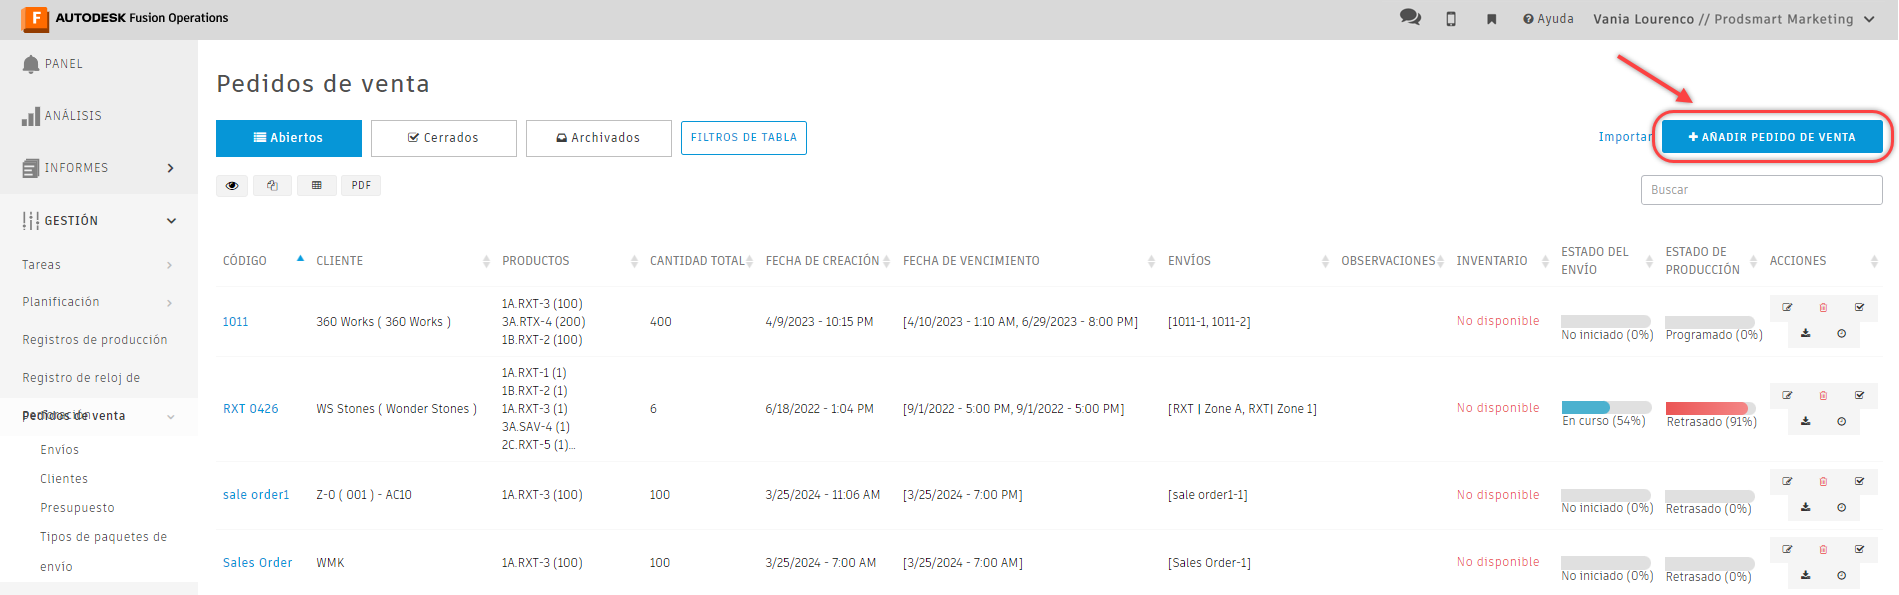 F AUTODESK Fusion Operations
Ayuda
Vania Lourenco // Prodsmart Marketing
PANEL
ANÁLISIS
INFORMES
GESTIÓN
Tareas
Planificación
Registros de producción
Registro de reloj de
perforación
Pedidos de venta
Envíos
Clientes
Presupuesto
Tipos de paquetes de
envío
Pedidos de venta
Abiertos
Cerrados
Archivados
FILTROS DE TABLA
Importar
AÑADIR PEDIDO DE VENTA
PDF
Buscar
CÓDIGO CLIENTE PRODUCTOS CANTIDAD TOTAL FECHA DE CREACIÓN FECHA DE VENCIMIENTO ENVÍOS OBSERVACIONES INVENTARIO ESTADO DEL ENVÍO ESTADO DE PRODUCCIÓN ACCIONES
1011
360 Works ( 360 Works )
1A.RXT-3 (100)
3A.RTX-4 (200)
1B.RXT-2 (100)
400
4/9/2023 - 10:15 PM
[4/10/2023 - 1:10 AM, 6/29/2023 - 8:00 PM]
[1011-1, 1011-2]
No disponible
No iniciado (0%)
Programado (0%)
RXT 0426
WS Stones ( Wonder Stones )
1A.RXT-1 (1)
1B.RXT-2 (1)
1A.RXT-3 (1)
3A.SAV-4 (1)
2C.RXT-5 (1)...
6
6/18/2022 - 1:04 PM
[9/1/2022 - 5:00 PM, 9/1/2022 - 5:00 PM]
[RXT | Zone A, RXT| Zone 1]
No disponible
En curso (54%)
Retrasado (91%)
sale order1
Z-0 ( 001 ) - AC10
1A.RXT-3 (100)
100
3/25/2024 - 11:06 AM
[3/25/2024 - 7:00 PM]
[sale order1-1]
No disponible
No iniciado (0%)
Retrasado (0%)
Sales Order
WMK
1A.RXT-3 (100)
100
3/25/2024 - 7:00 AM
[3/25/2024 - 7:00 AM]
[Sales Order-1]
No disponible
No iniciado (0%)
Retrasado (0%)